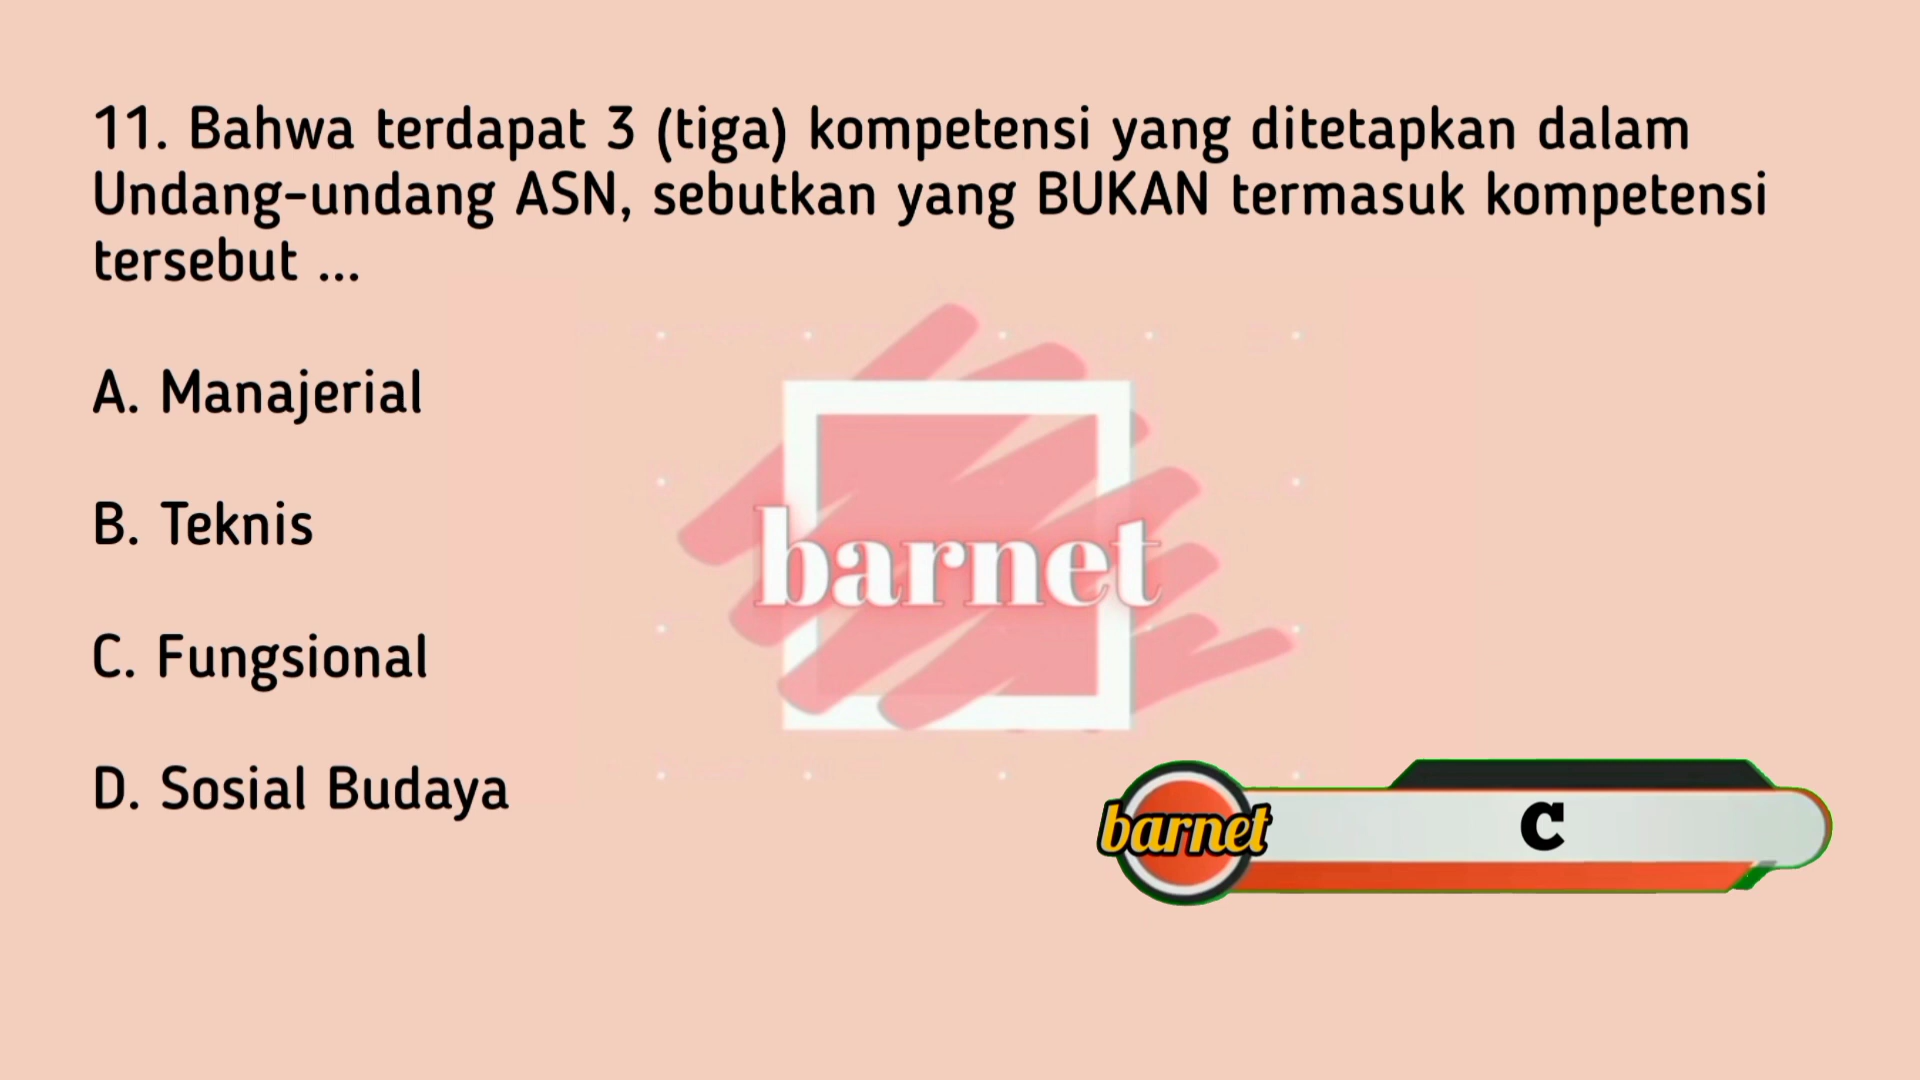 11. Bahwa terdapat 3 (tiga) kompetensi yang ditetapkan dalam
Undang-undang ASN, sebutkan yang BUKAN termasuk kompetensi
tersebut ...
A. Manajerial
B. Teknis
C. Fungsional
D. Sosial Budaya
barnet
barnet
C